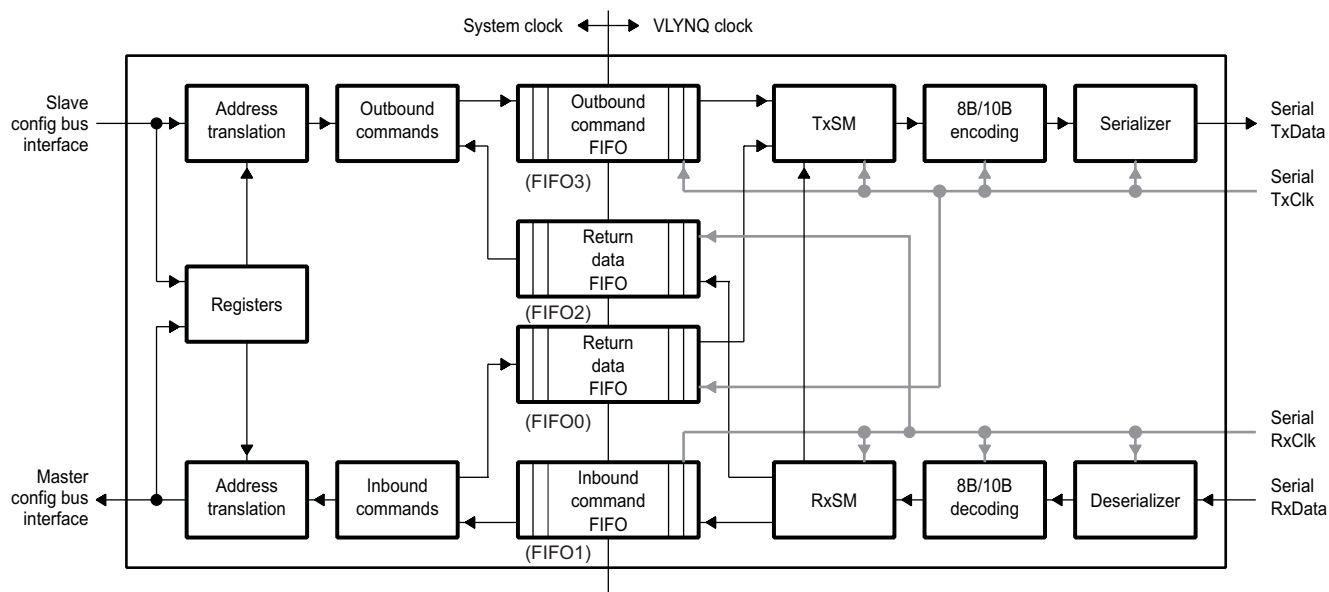 System clock
VLYNQ clock
Slave
config bus
interface
Address
translation
Outbound
commands
Outbound
command
FIFO
(FIFO3)
TxSM
8B/10B
encoding
Serializer
Serial
TxData
Serial
TxClk
Return
data
FIFO
(FIFO2)
Registers
Return
data
FIFO
(FIFO0)
Serial
RxClk
Master
config bus
interface
Address
translation
Inbound
commands
Inbound
command
FIFO
(FIFO1)
RxSM
8B/10B
decoding
Deserializer
Serial
RxData